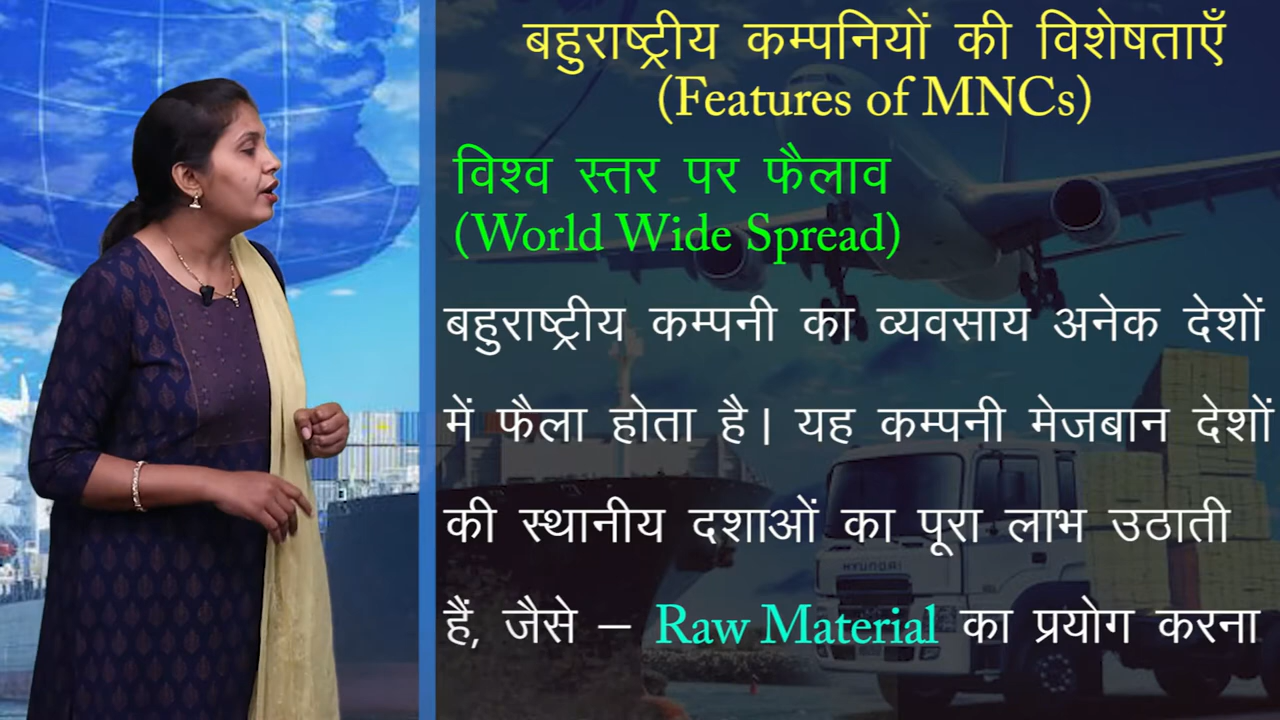 बहुराष्ट्रीय कम्पनियों की विशेषताएँ
(Features of MNCs)
विश्व स्तर पर फैलाव
(World Wide Spread)
बहुराष्ट्रीय कम्पनी का व्यवसाय अनेक देशों
में फैला होता है। यह कम्पनी मेजबान देशों
की स्थानीय दशाओं का पूरा लाभ उठाती
हैं, जैसे – Raw Material का प्रयोग करना
HYUNDAI